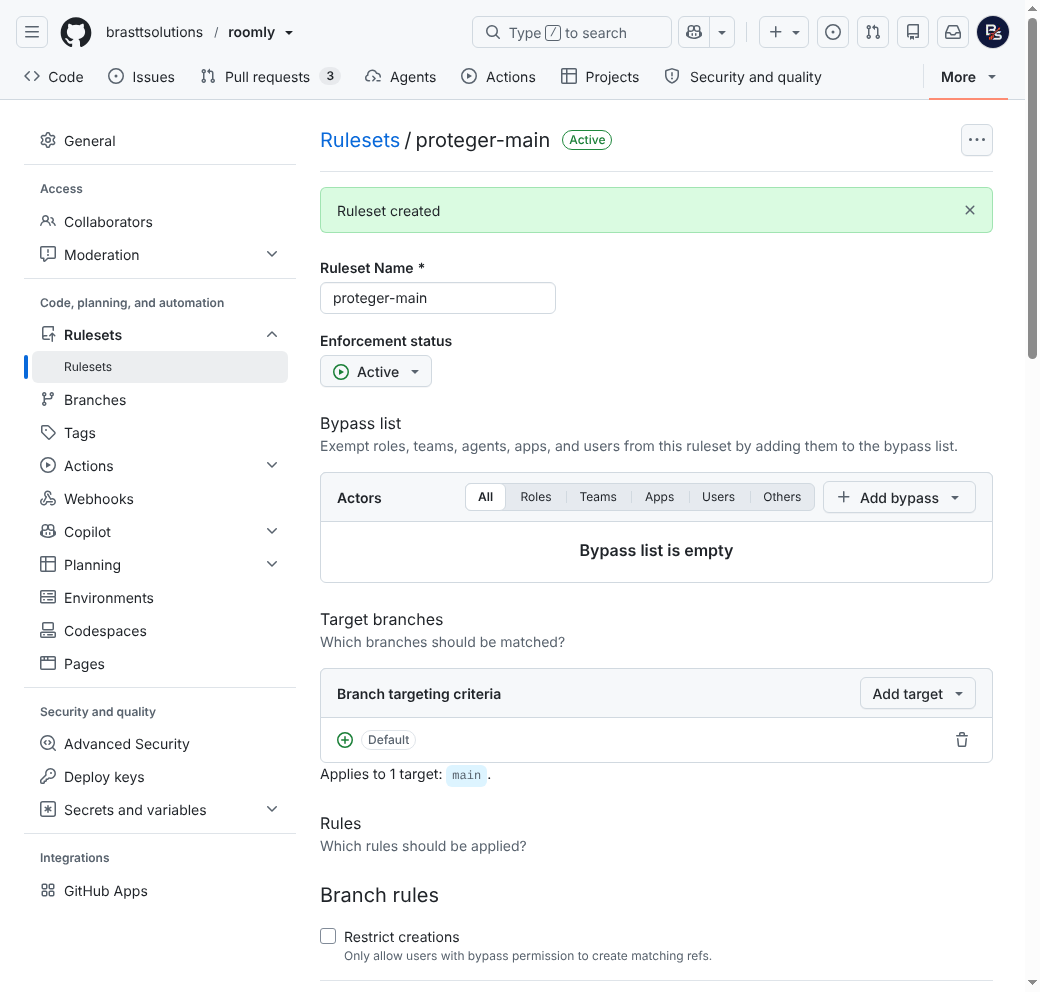 brasttsolutions / roomly
Type / to search
Code
Issues
Pull requests 3
Agents
Actions
Projects
Security and quality
More
General
Access
Collaborators
Moderation
Code, planning, and automation
Rulesets
Rulesets
Branches
Tags
Actions
Webhooks
Copilot
Planning
Environments
Codespaces
Pages
Security and quality
Advanced Security
Deploy keys
Secrets and variables
Integrations
GitHub Apps
Rulesets / proteger-main Active
Ruleset created
Ruleset Name *
proteger-main
Enforcement status
Active
Bypass list
Exempt roles, teams, agents, apps, and users from this ruleset by adding them to the bypass list.
Actors All Roles Teams Apps Users Others Add bypass
Bypass list is empty
Target branches
Which branches should be matched?
Branch targeting criteria Add target
Default
Applies to 1 target: main.
Rules
Which rules should be applied?
Branch rules
Restrict creations
Only allow users with bypass permission to create matching refs.